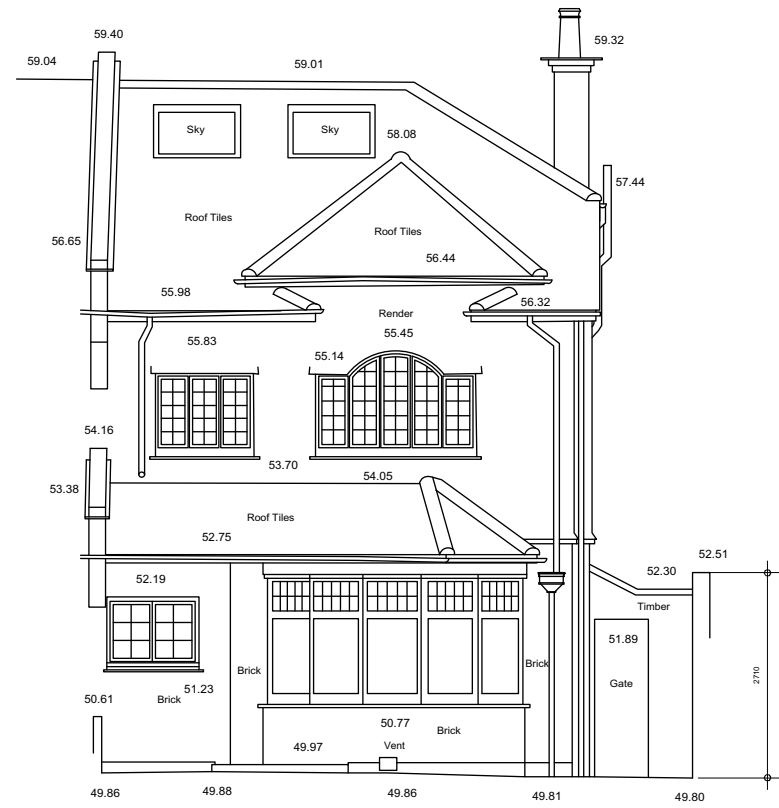 59.40
59.04
59.01
59.32
Sky
Sky
58.08
57.44
Roof Tiles
Roof Tiles
56.65
56.44
55.98
56.32
Render
55.83
55.45
55.14
54.16
53.70
54.05
53.38
Roof Tiles
52.75
52.51
52.19
52.30
Timber
51.89
Brick
Brick
51.23
Brick
Gate
2710
50.61
50.77
Brick
49.97
Vent
49.86
49.88
49.86
49.81
49.80